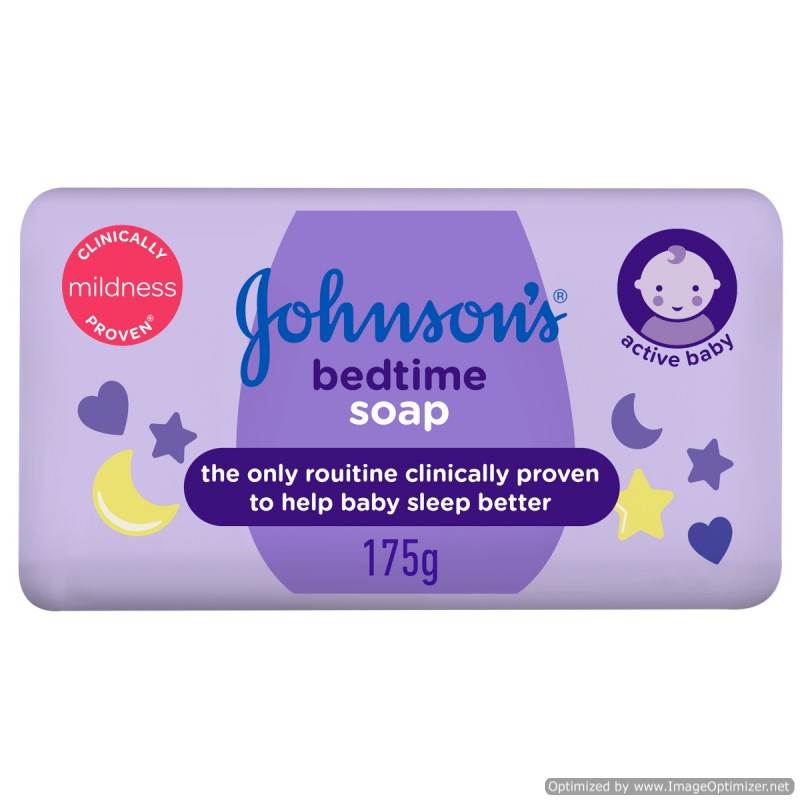 CLINICALLY
mildness
PROVEN®
Johnson's®
bedtime
soap
active baby
the only rouitine clinically proven
to help baby sleep better
175g
Optimized by www.ImageOptimizer.net